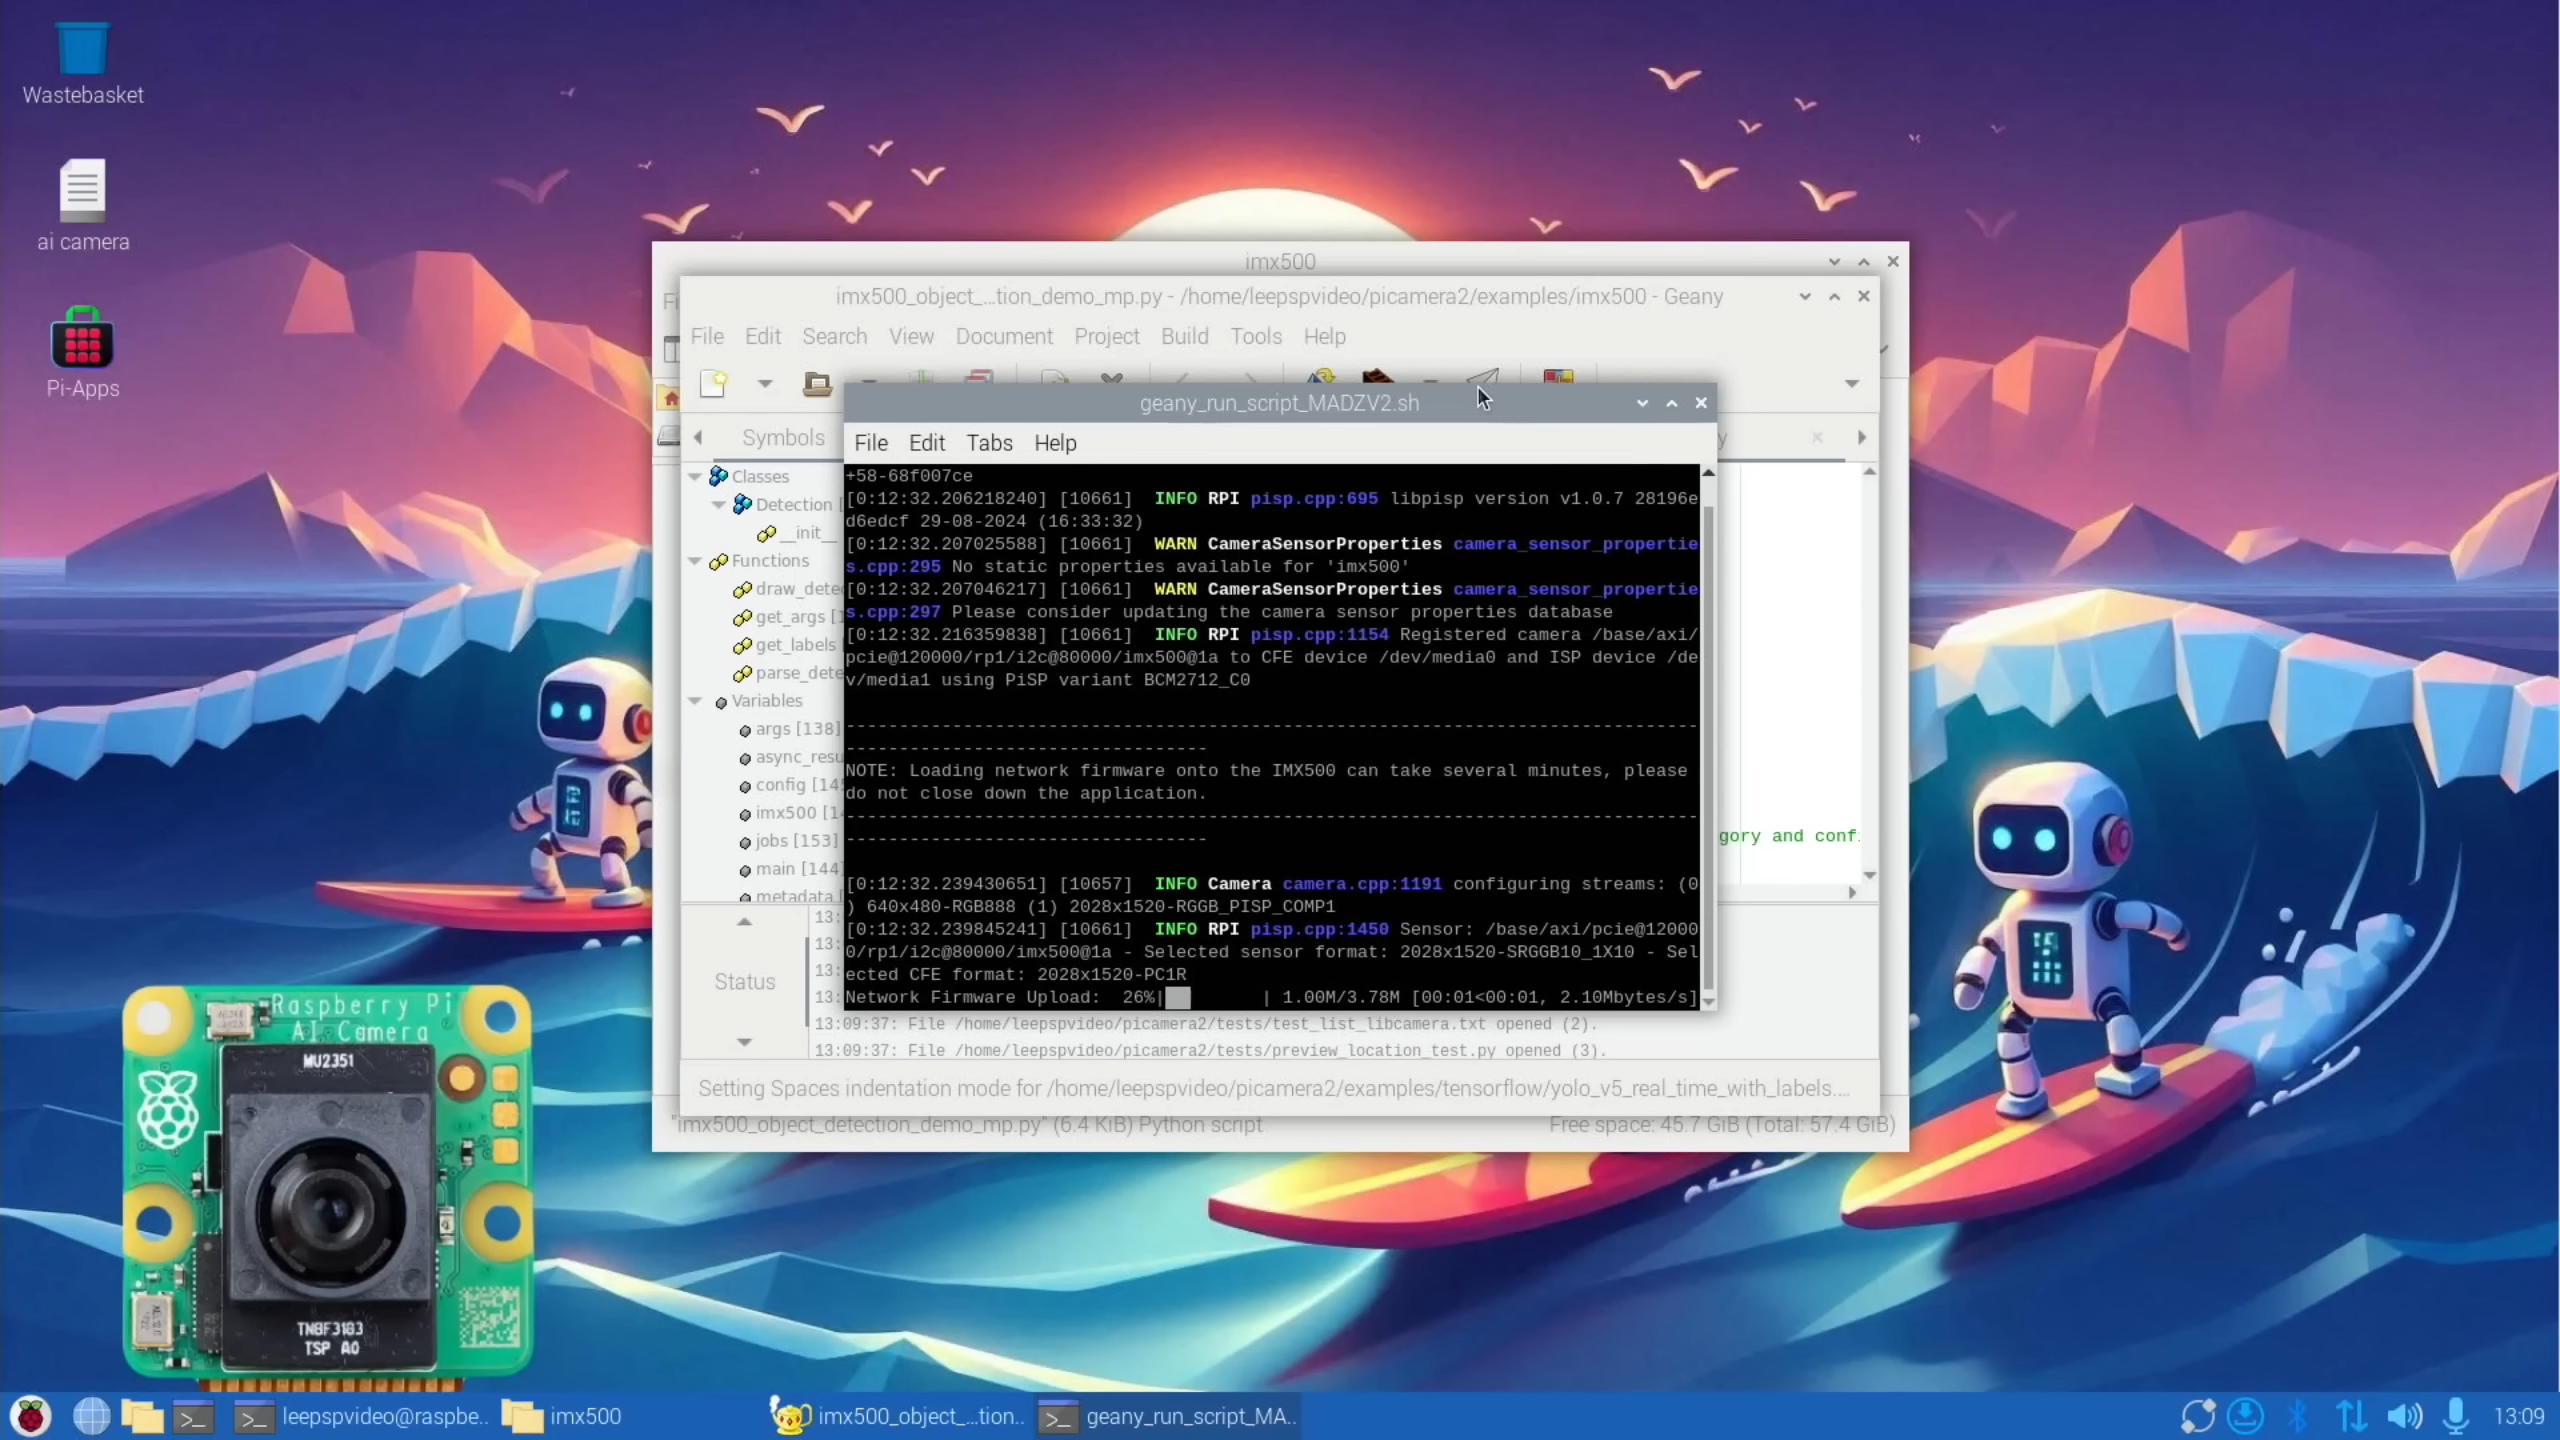 Wastebasket
ai camera
Pi-Apps
imx500
imx500_object_...tion_demo_mp.py - /home/leepspvideo/picamera2/examples/imx500 - Geany
File Edit Search View Document Project Build Tools Help
geany_run_script_MADZV2.sh
Symbols
File Edit Tabs Help
Classes
Detection [
__init__
Functions
draw_dete
get_args [
get_labels
parse_dete
Variables
args [138]
async_resu
config [14
imx500 [14
jobs [153]
main [144]
metadata [
+58-68f007ce
[0:12:32.206218240] [10661]  INFO RPI pisp.cpp:695 libpisp version v1.0.7 28196e
d6edcf 29-08-2024 (16:33:32)
[0:12:32.207025588] [10661]  WARN CameraSensorProperties camera_sensor_propertie
s.cpp:295 No static properties available for 'imx500'
[0:12:32.207046217] [10661]  WARN CameraSensorProperties camera_sensor_propertie
s.cpp:297 Please consider updating the camera sensor properties database
[0:12:32.216359838] [10661]  INFO RPI pisp.cpp:1154 Registered camera /base/axi/
pcie@120000/rp1/i2c@80000/imx500@1a to CFE device /dev/media0 and ISP device /de
v/media1 using PiSP variant BCM2712_C0
--------------------------------------------------------------------------------
----------------------------------
NOTE: Loading network firmware onto the IMX500 can take several minutes, please
do not close down the application.
--------------------------------------------------------------------------------
----------------------------------
[0:12:32.239430651] [10657]  INFO Camera camera.cpp:1191 configuring streams: (0
) 640x480-RGB888 (1) 2028x1520-RGGB_PISP_COMP1
[0:12:32.239845241] [10661]  INFO RPI pisp.cpp:1450 Sensor: /base/axi/pcie@12000
0/rp1/i2c@80000/imx500@1a - Selected sensor format: 2028x1520-SRGGB10_1X10 - Sel
ected CFE format: 2028x1520-PC1R
Network Firmware Upload:  26%| | 1.00M/3.78M [00:01<00:01, 2.10Mbytes/s]
gory and conf
Status
13:
13:
13:
13:
13:09:37: File /home/leepspvideo/picamera2/tests/test_list_libcamera.txt opened (2).
13:09:37: File /home/leepspvideo/picamera2/tests/preview_location_test.py opened (3).
Setting Spaces indentation mode for /home/leepspvideo/picamera2/examples/tensorflow/yolo_v5_real_time_with_labels....
"imx500_object_detection_demo_mp.py" (6.4 KiB) Python script
Free space: 45.7 GiB (Total: 57.4 GiB)
Raspberry Pi
AI Camera
MU2351
TNBF3183
TSP A0
leepspvideo@raspbe..
imx500
imx500_object_...tion..
geany_run_script_MA..
13:09